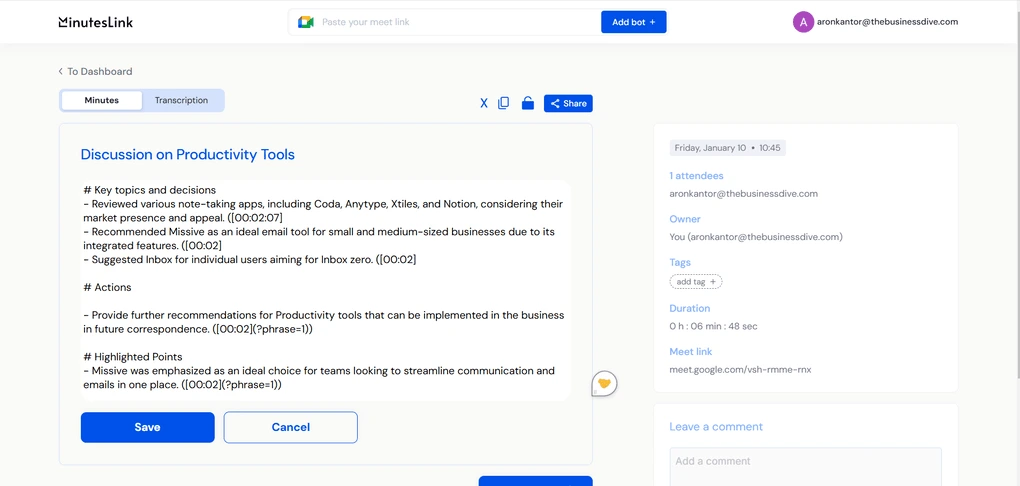 MinutesLink
Paste your meet link
Add bot +
A
aronkantor@thebusinessdive.com
< To Dashboard
Minutes
Transcription
X
Share
Discussion on Productivity Tools
# Key topics and decisions
- Reviewed various note-taking apps, including Coda, Anytype, Xtiles, and Notion, considering their
market presence and appeal. ([00:02:07]
- Recommended Missive as an ideal email tool for small and medium-sized businesses due to its
integrated features. ([00:02]
- Suggested Inbox for individual users aiming for Inbox zero. ([00:02]
# Actions
- Provide further recommendations for Productivity tools that can be implemented in the business
in future correspondence. ([00:02](?phrase=1))
# Highlighted Points
- Missive was emphasized as an ideal choice for teams looking to streamline communication and
emails in one place. ([00:02](?phrase=1))
Save
Cancel
Friday, January 10 • 10:45
1 attendees
aronkantor@thebusinessdive.com
Owner
You (aronkantor@thebusinessdive.com)
Tags
add tag +
Duration
0 h : 06 min : 48 sec
Meet link
meet.google.com/vsh-rmme-rnx
Leave a comment
Add a comment